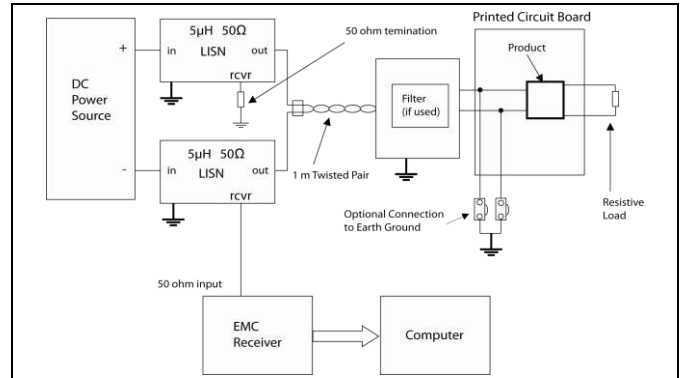 Printed Circuit Board
5µH 50Ω
in
out
LISN
rcvr
50 ohm temination
Product
+
DC
Power
Source
-
Filter
(if used)
5µH 50Ω
in
out
LISN
rcvr
1 m Twisted Pair
Optional Connection
to Earth Ground
Resistive
Load
50 ohm input
EMC
Receiver
Computer